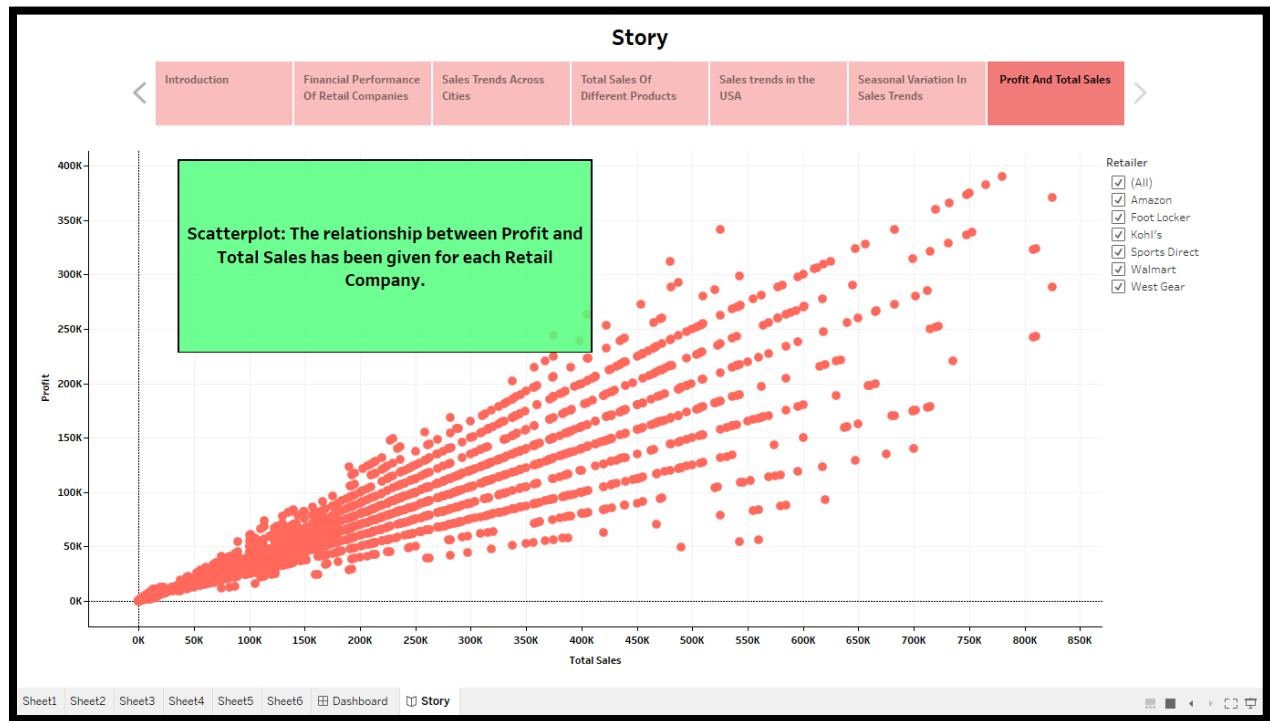 Story
Introduction
Financial Performance
Of Retail Companies
Sales Trends Across
Cities
Total Sales Of
Different Products
Sales trends in the
USA
Seasonal Variation In
Sales Trends
Profit And Total Sales
400K
350K
300K
250K
200K
150K
100K
50K
0K
Profit
Scatterplot: The relationship between Profit and
Total Sales has been given for each Retail
Company.
Retailer
(All)
Amazon
Foot Locker
Kohl's
Sports Direct
Walmart
West Gear
0K 50K 100K 150K 200K 250K 300K 350K 400K 450K 500K 550K 600K 650K 700K 750K 800K 850K
Total Sales
Sheet1 Sheet2 Sheet3 Sheet4 Sheet5 Sheet6 Dashboard Story